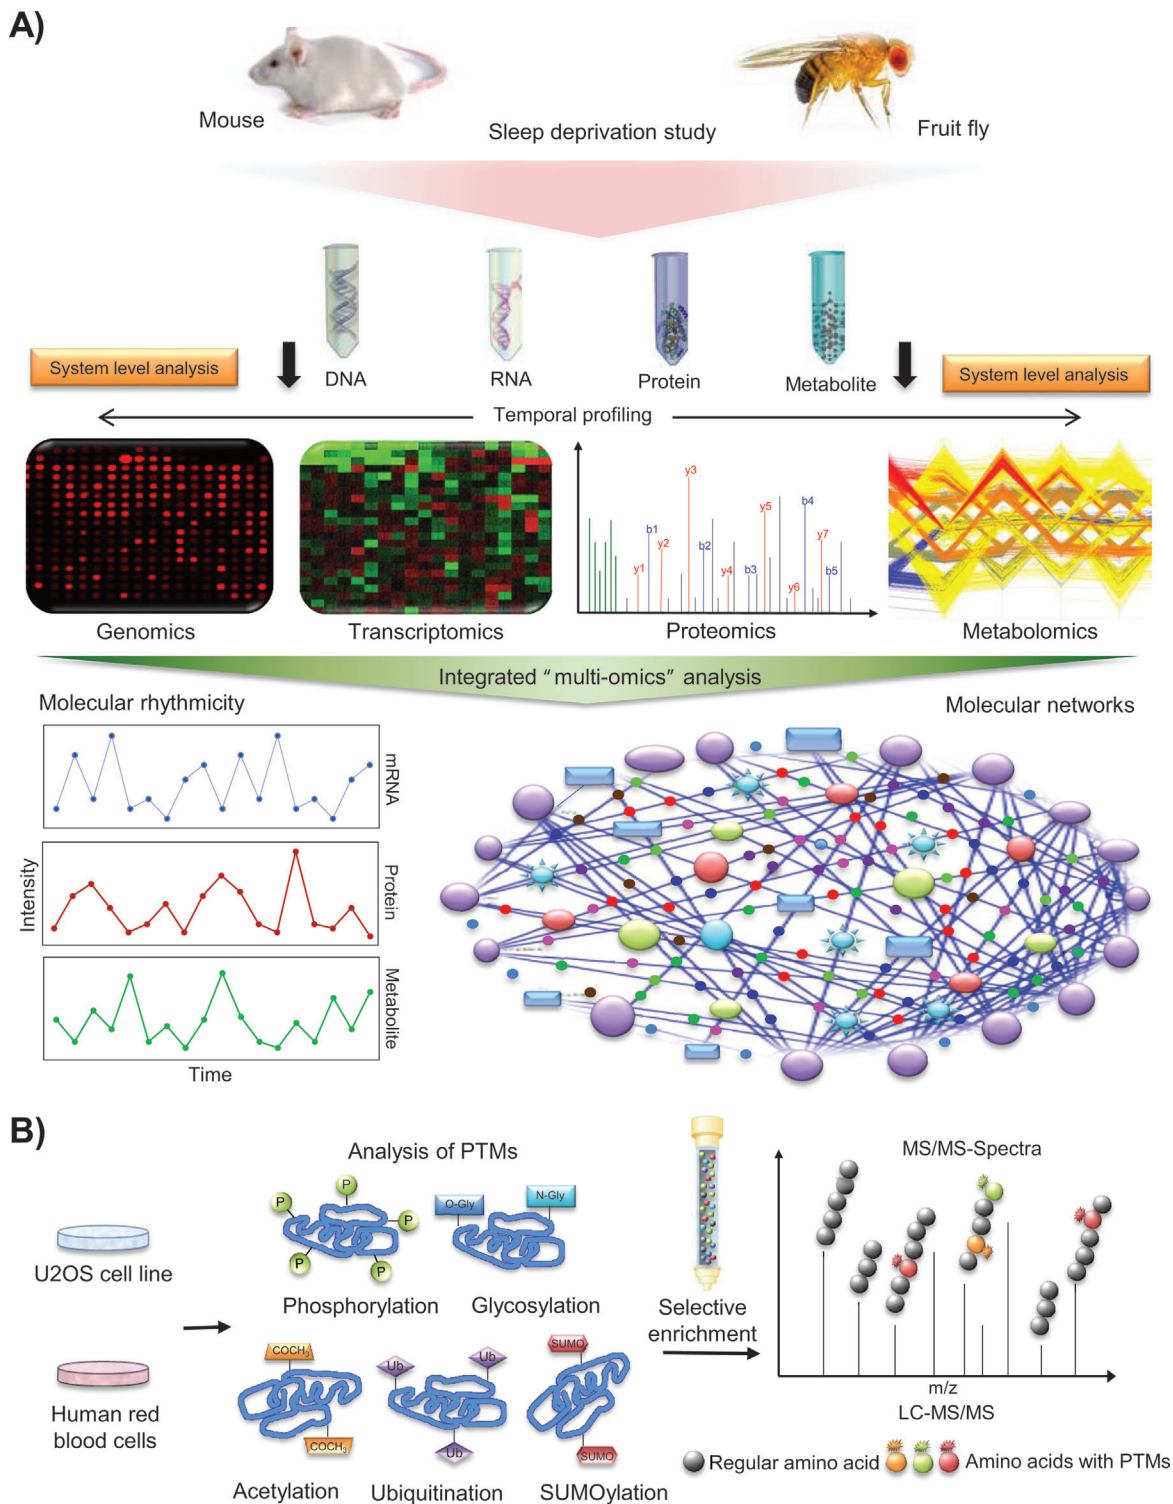 A)
Mouse
Sleep deprivation study
Fruit fly
System level analysis
DNA
RNA
Protein
Metabolite
System level analysis
Temporal profiling
y1
b1
y2
y3
b2
y4
b3
y5
y6
b4
y7
b5
Genomics
Transcriptomics
Proteomics
Metabolomics
Integrated “multi-omics” analysis
Molecular rhythmicity
Molecular networks
Intensity
mRNA
Protein
Metabolite
Time
B)
Analysis of PTMs
MS/MS-Spectra
P
P
P
P
P
O-Gly
N-Gly
U2OS cell line
Phosphorylation
Glycosylation
Selective
enrichment
COCH3
COCH3
Ub
Ub
Ub
SUMO
SUMO
Human red
blood cells
Acetylation
Ubiquitination
SUMOylation
m/z
LC-MS/MS
Regular amino acid
Amino acids with PTMs